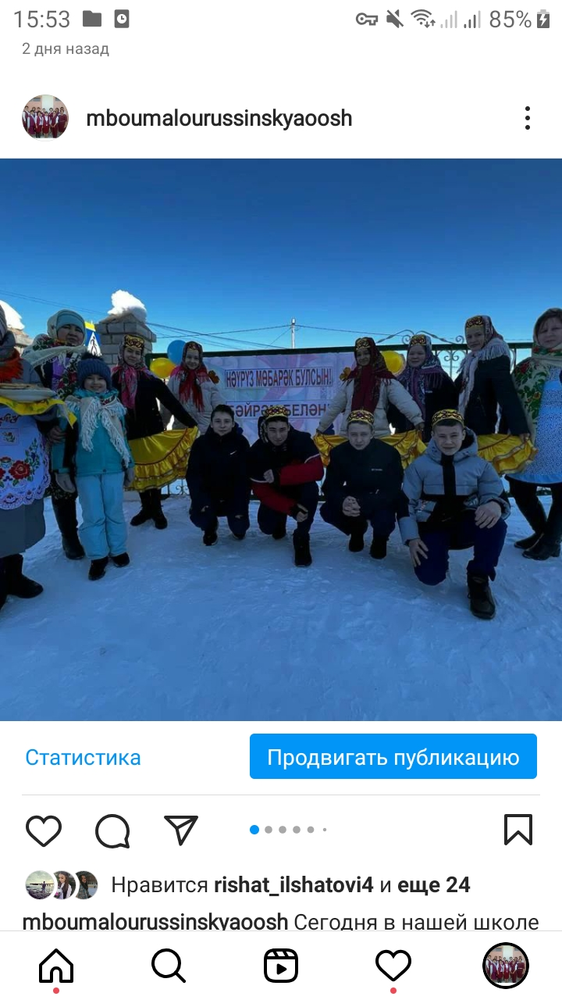 15:53
85%
2 дня назад
mboumalourussinskyaoosh
НӘҮРҮЗ МӨБАРӘК БУЛСЫН!
БӘЙРӘМ БЕЛӘН!
Статистика
Продвигать публикацию
Нравится rishat_ilshatovi4 и еще 24
mboumalourussinskyaoosh Сегодня в нашей школе